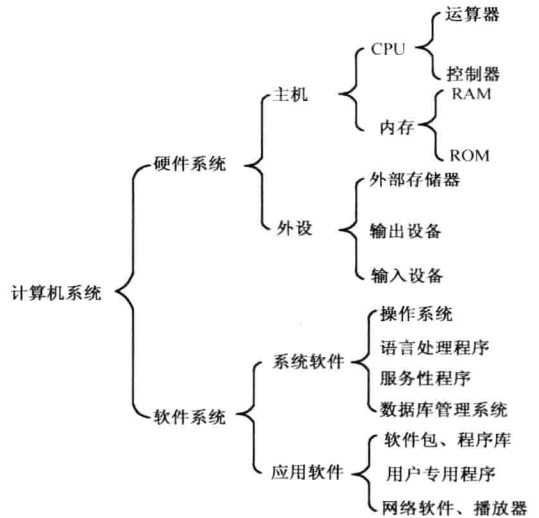 运算器
CPU
控制器
主机
RAM
内存
ROM
硬件系统
外部存储器
外设
输出设备
输入设备
计算机系统
操作系统
系统软件
语言处理程序
服务性程序
数据库管理系统
软件系统
软件包、程序库
应用软件
用户专用程序
网络软件、播放器